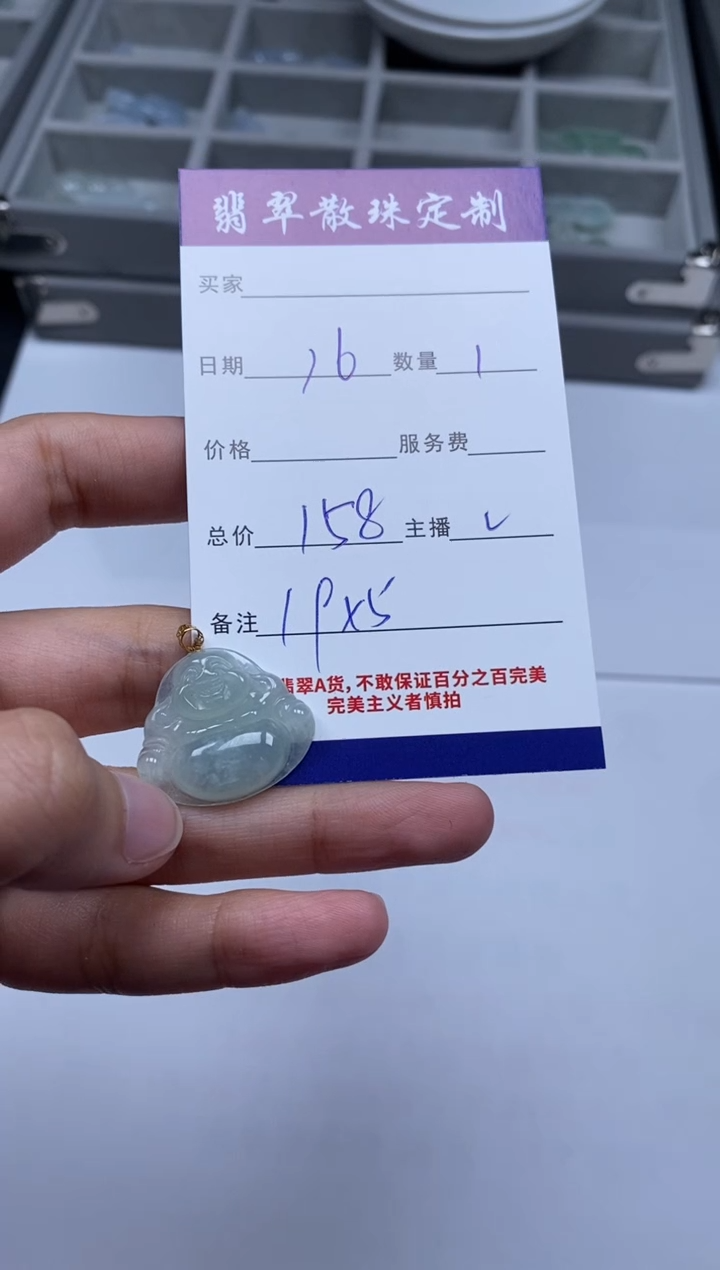 翡翠散珠定制
买家
日期 16 数量 1
价格 服务费
总价 158 主播
备注 19x5
翡翠A货,不敢保证百分之百完美
完美主义者慎拍